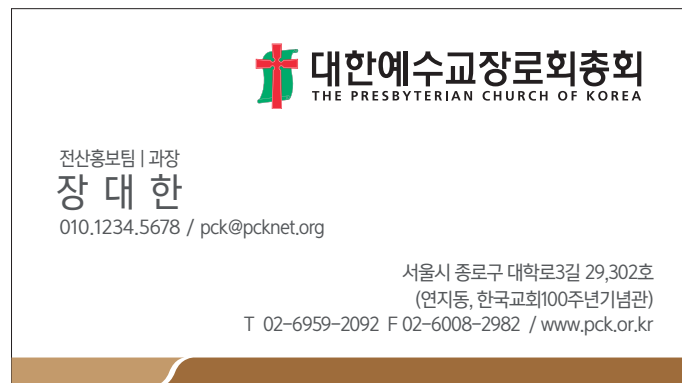 대한예수교장로회총회
THE PRESBYTERIAN CHURCH OF KOREA
전산홍보팀 | 과장
장 대 한
010.1234.5678 / pck@pcknet.org
서울시 종로구 대학로3길 29,302호
(연지동, 한국교회100주년기념관)
T 02-6959-2092 F 02-6008-2982 / www.pck.or.kr